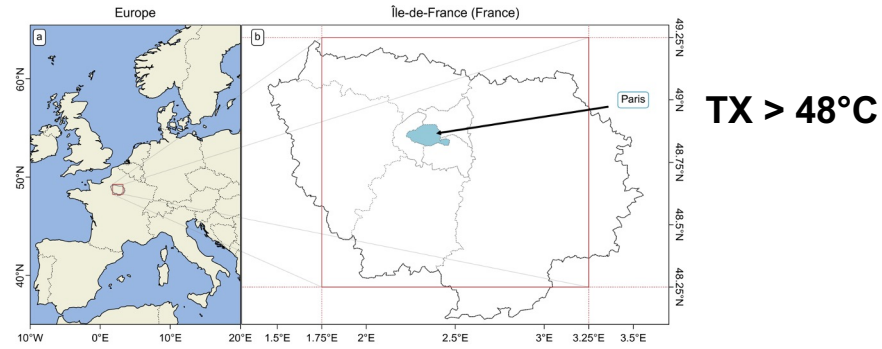 Europe
Île-de-France (France)
a
b
60°N
50°N
40°N
10°W
0°E
10°E
20°E
1.5°E
1.75°E
2°E
2.5°E
3°E
3.25°E
3.5°E
49.25°N
49°N
48.75°N
48.5°N
48.25°N
Paris
TX > 48°C